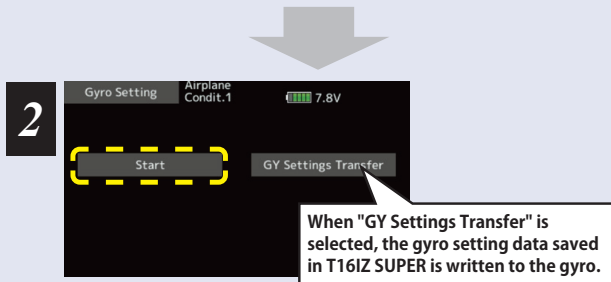 2
Gyro Setting
Airplane
Condit.1
7.8V
Start
GY Settings Transfer
When "GY Settings Transfer" is
selected, the gyro setting data saved
in T16IZ SUPER is written to the gyro.